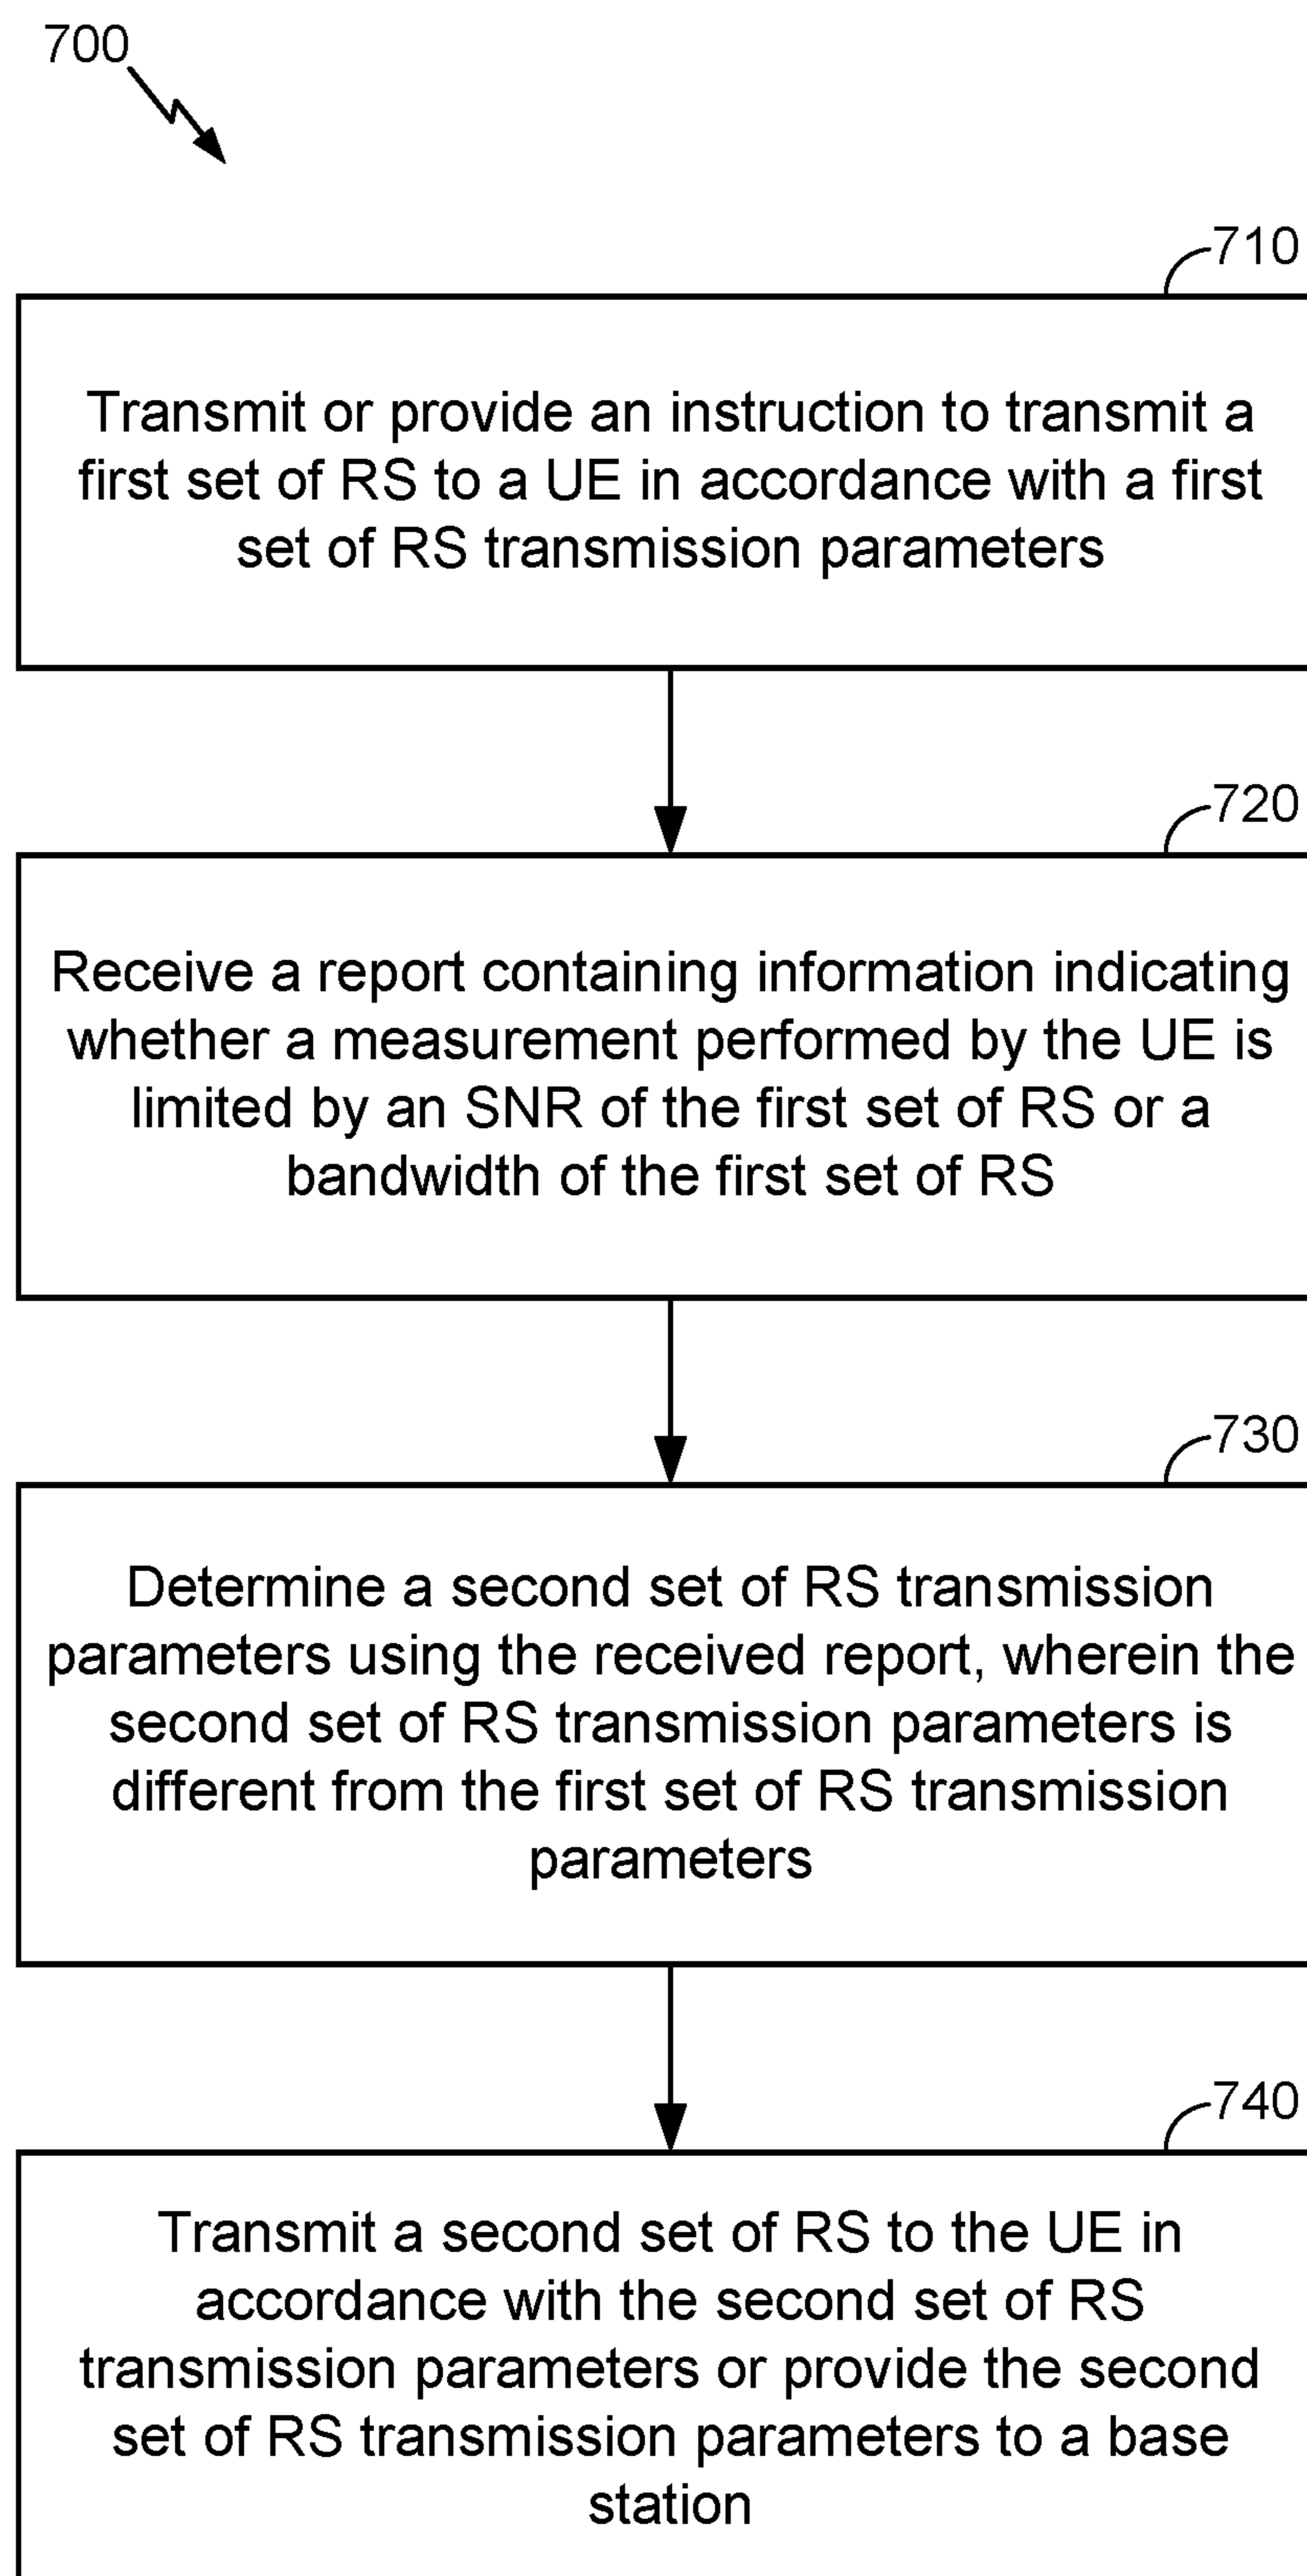 700
710
Transmit or provide an instruction to transmit a
first set of RS to a UE in accordance with a first
set of RS transmission parameters
720
Receive a report containing information indicating
whether a measurement performed by the UE is
limited by an SNR of the first set of RS or a
bandwidth of the first set of RS
730
Determine a second set of RS transmission
parameters using the received report, wherein the
second set of RS transmission parameters is
different from the first set of RS transmission
parameters
740
Transmit a second set of RS to the UE in
accordance with the second set of RS
transmission parameters or provide the second
set of RS transmission parameters to a base
station